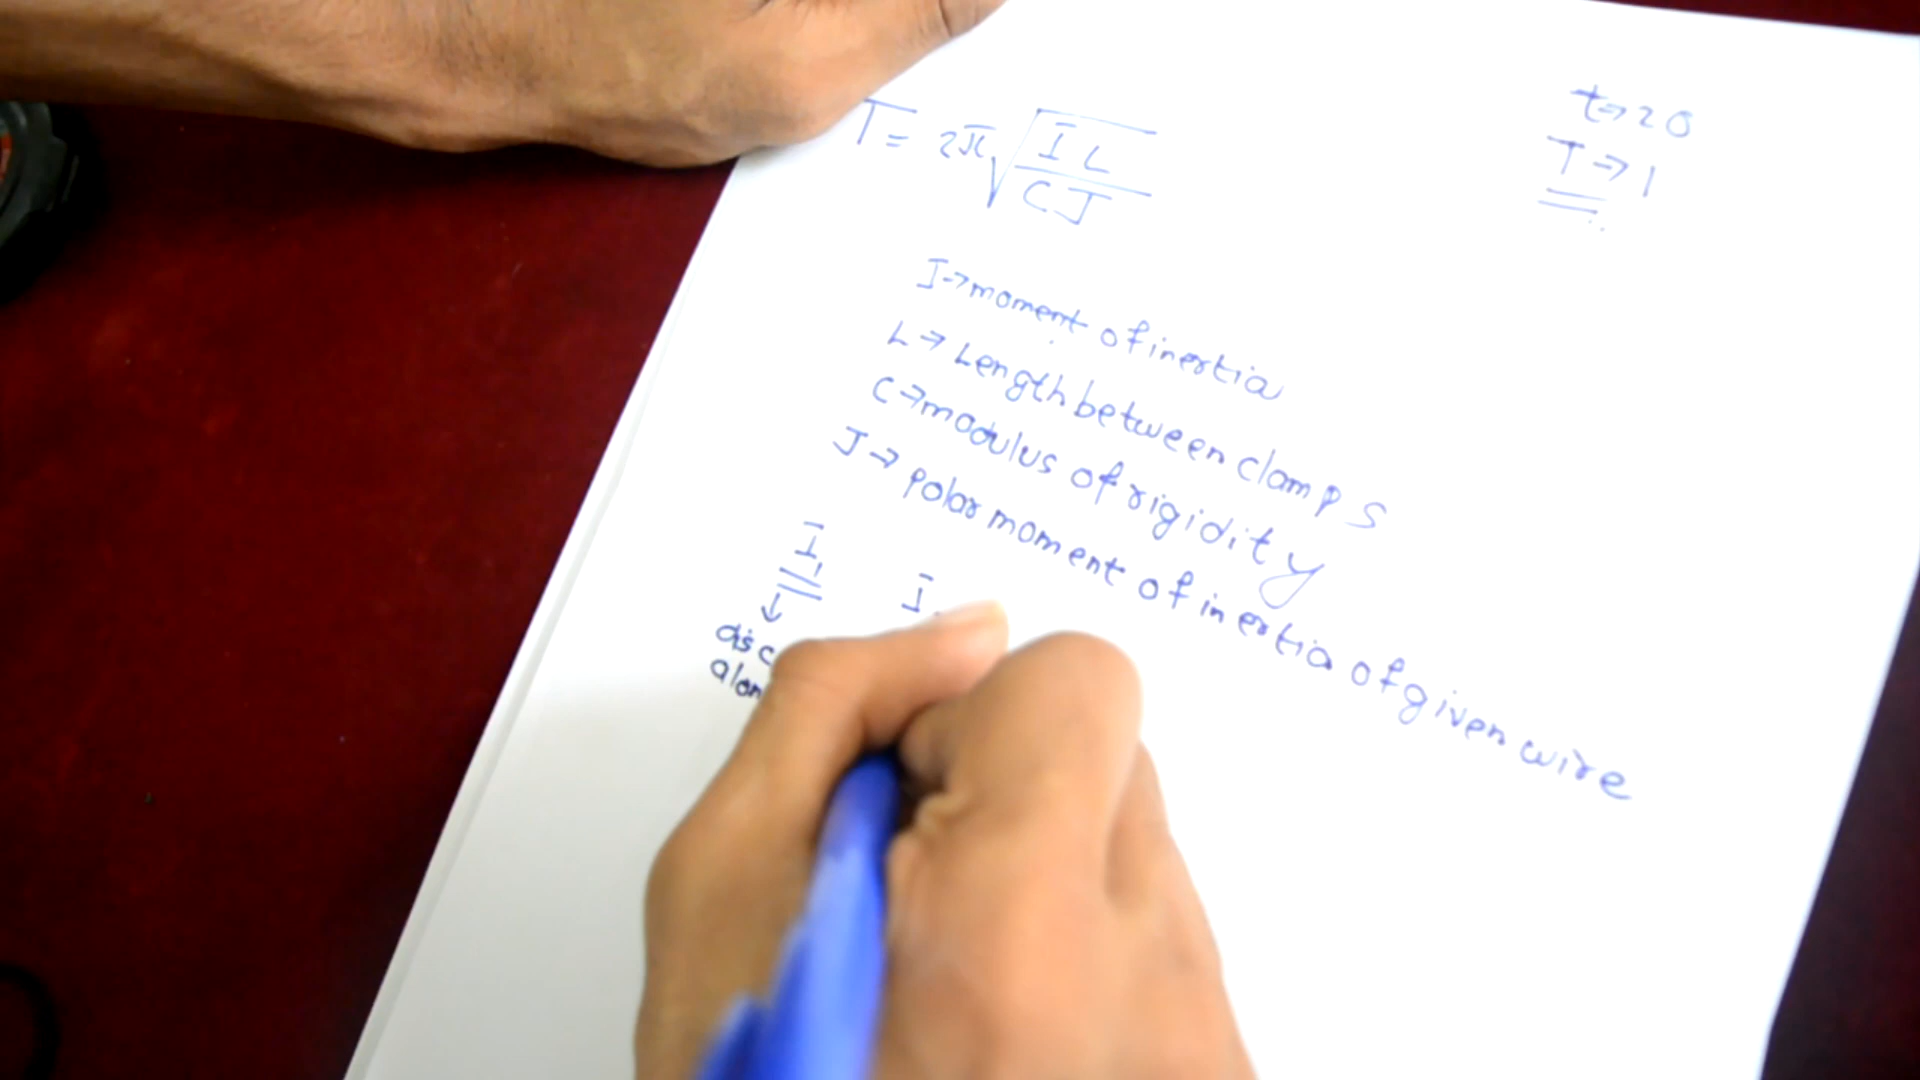 T = 2π√(IL/CJ)
t⇒20
T⇒1
I→moment of inertia
L→Length between clamps
C→modulus of rigidity
J→Polar moment of inertia of given wire
I₁
↓
I